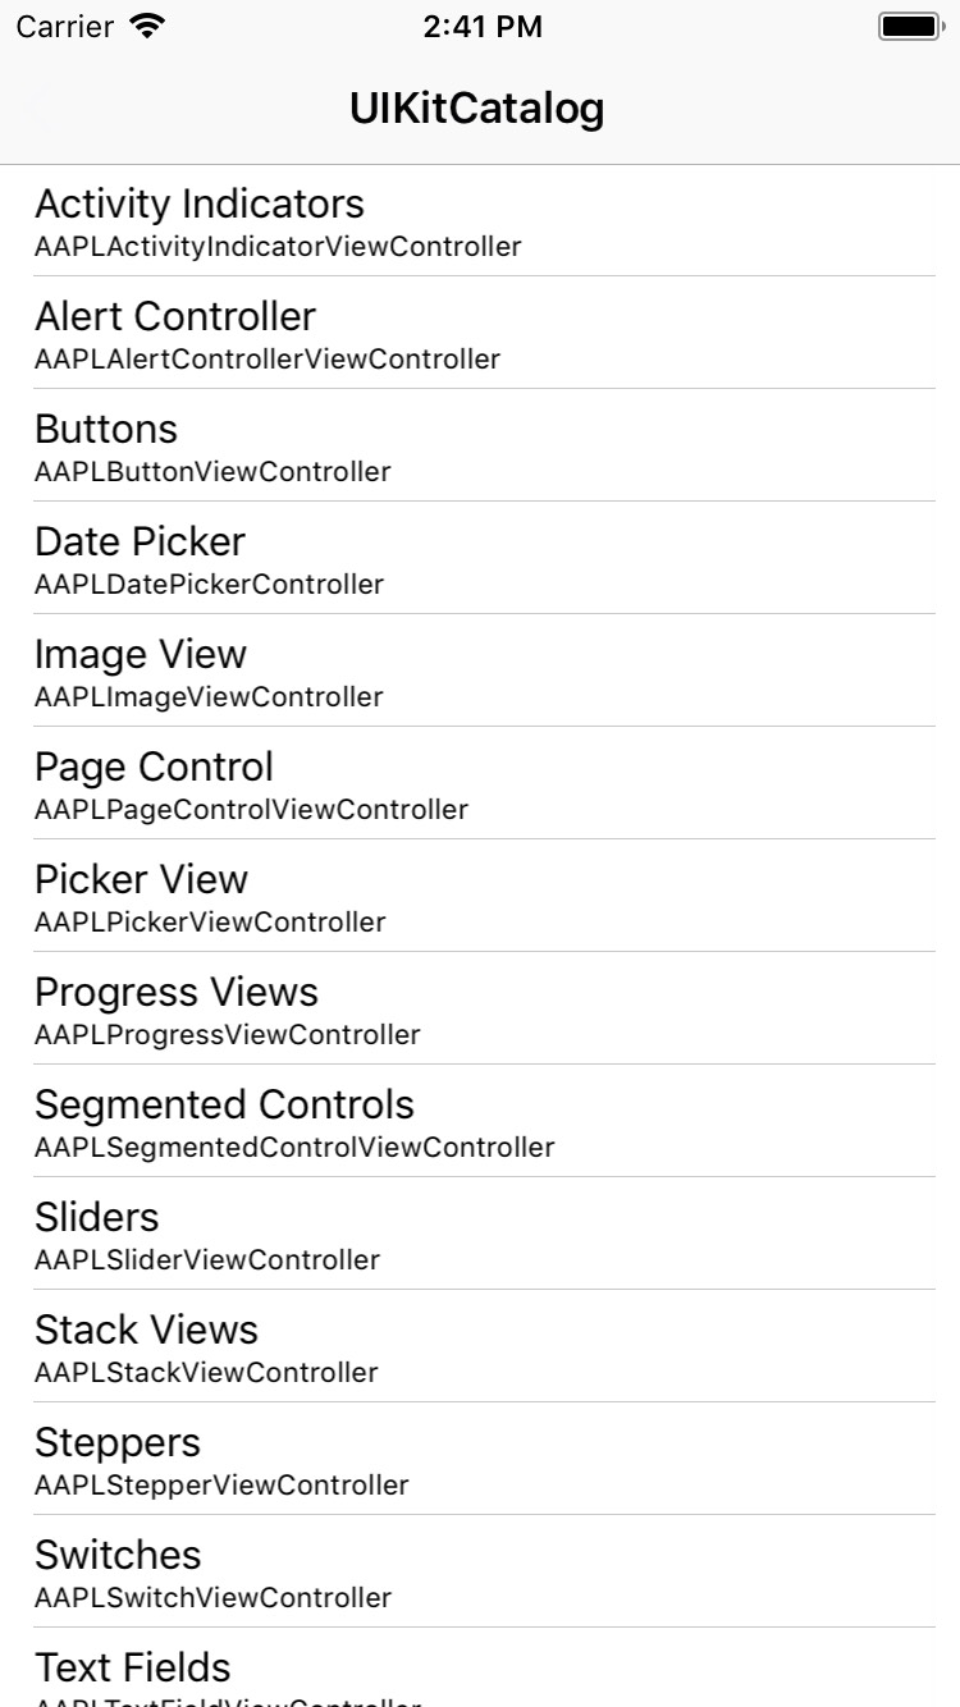 Carrier 2:41 PM
UIKitCatalog
Activity Indicators
AAPLActivityIndicatorViewController
Alert Controller
AAPLAlertControllerViewController
Buttons
AAPLButtonViewController
Date Picker
AAPLDatePickerController
Image View
AAPLImageViewController
Page Control
AAPLPageControlViewController
Picker View
AAPLPickerViewController
Progress Views
AAPLProgressViewController
Segmented Controls
AAPLSegmentedControlViewController
Sliders
AAPLSliderViewController
Stack Views
AAPLStackViewController
Steppers
AAPLStepperViewController
Switches
AAPLSwitchViewController
Text Fields
AAPLTextFieldViewController